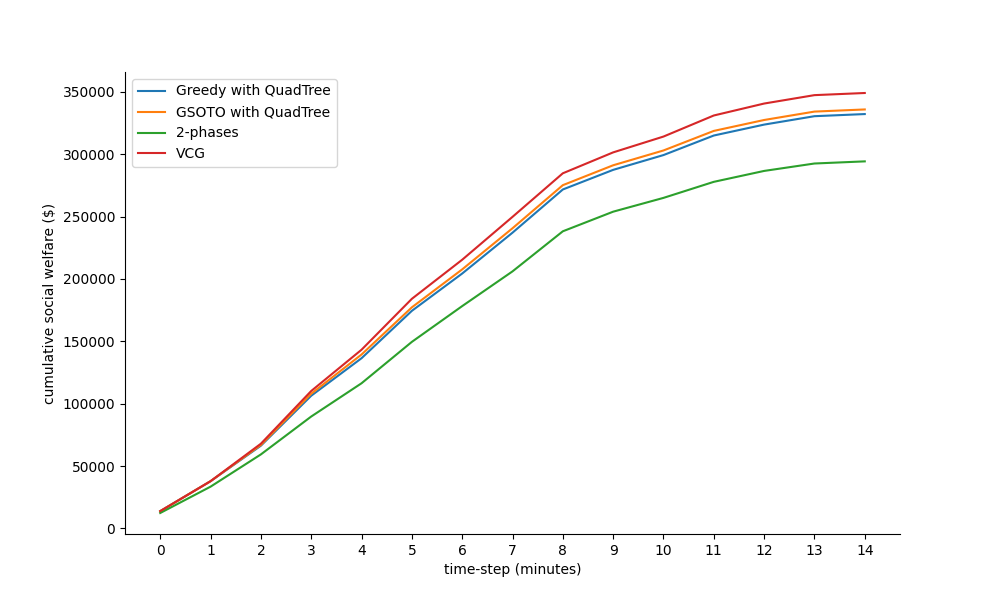 Greedy with QuadTree
GSOTO with QuadTree
2-phases
VCG
cumulative social welfare ($)
350000
300000
250000
200000
150000
100000
50000
0
0 1 2 3 4 5 6 7 8 9 10 11 12 13 14
time-step (minutes)